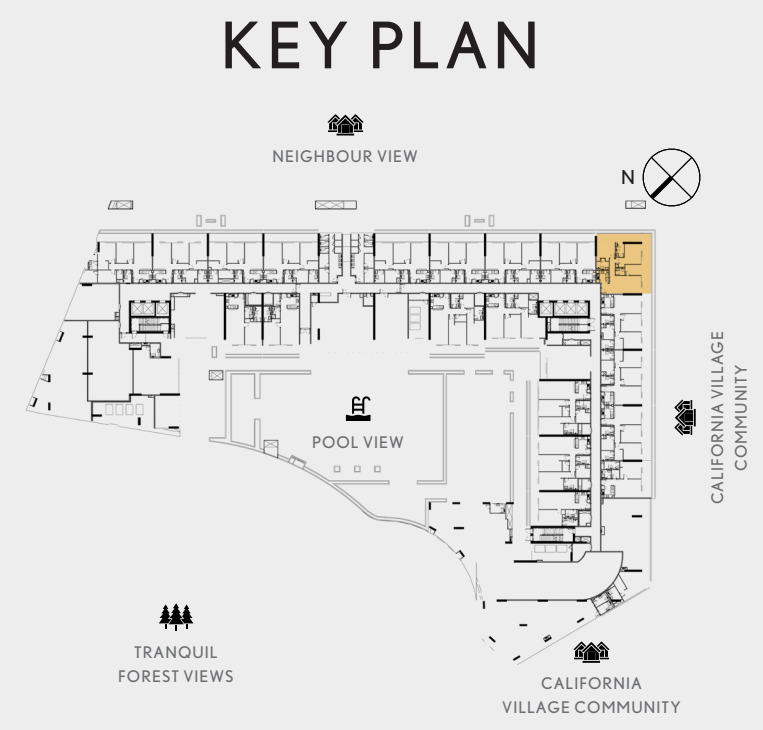 KEY PLAN
NEIGHBOUR VIEW
N
CALIFORNIA VILLAGE
COMMUNITY
POOL VIEW
TRANQUIL
FOREST VIEWS
CALIFORNIA
VILLAGE COMMUNITY